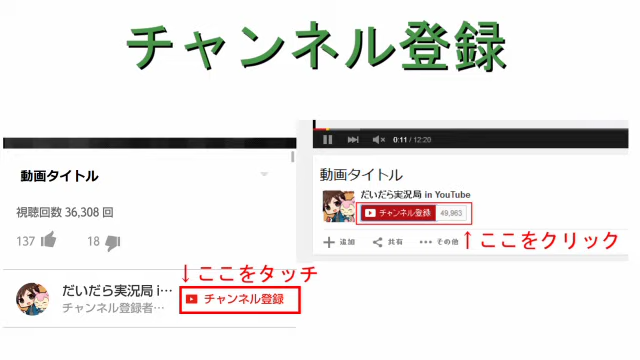 チャンネル登録
動画タイトル
視聴回数 36,308 回
137 18
↓ここをタッチ
だいだら実況局 i…
チャンネル登録者…
チャンネル登録
0:11 / 12:20
動画タイトル
だいだら実況局 in YouTube
チャンネル登録 49,963
追加 共有 その他
↑ここをクリック